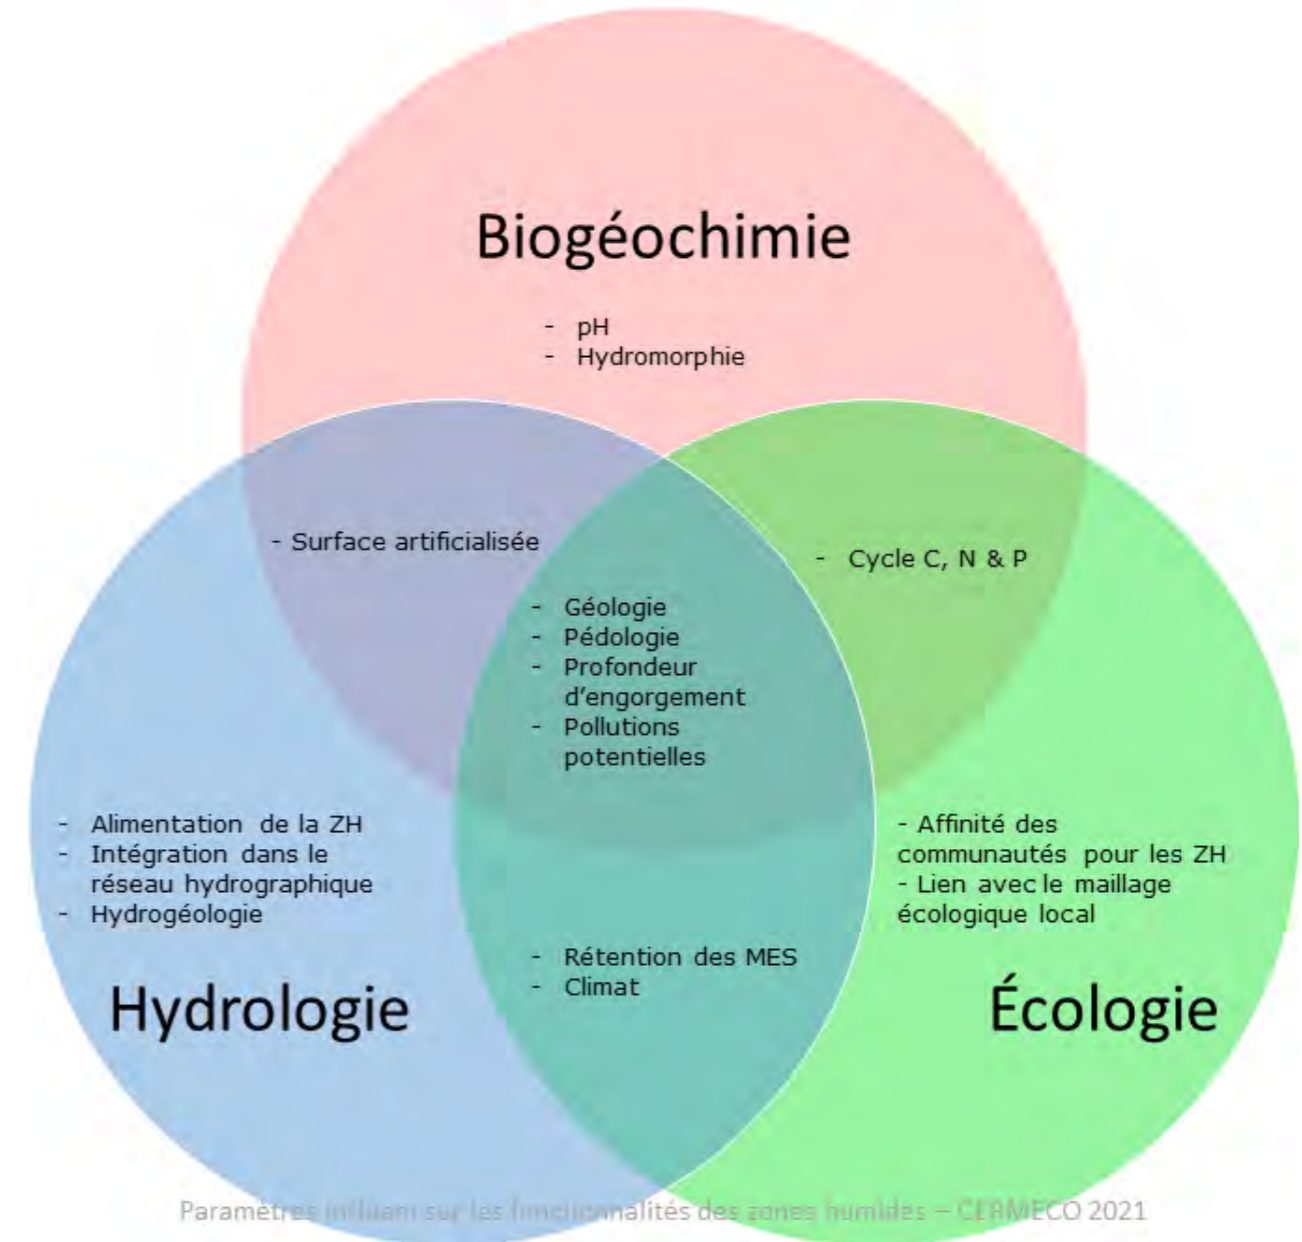 Biogéochimie
- pH
- Hydromorphie
- Surface artificialisée
- Cycle C, N & P
- Géologie
- Pédologie
- Profondeur
d'engorgement
- Pollutions
potentielles
- Alimentation de la ZH
- Intégration dans le
réseau hydrographique
- Hydrogéologie
- Affinité des
communautés pour les ZH
- Lien avec le maillage
écologique local
- Rétention des MES
- Climat
Hydrologie
Écologie
Paramètres influant sur les fonctionnalités des zones humides – CERMECO 2021